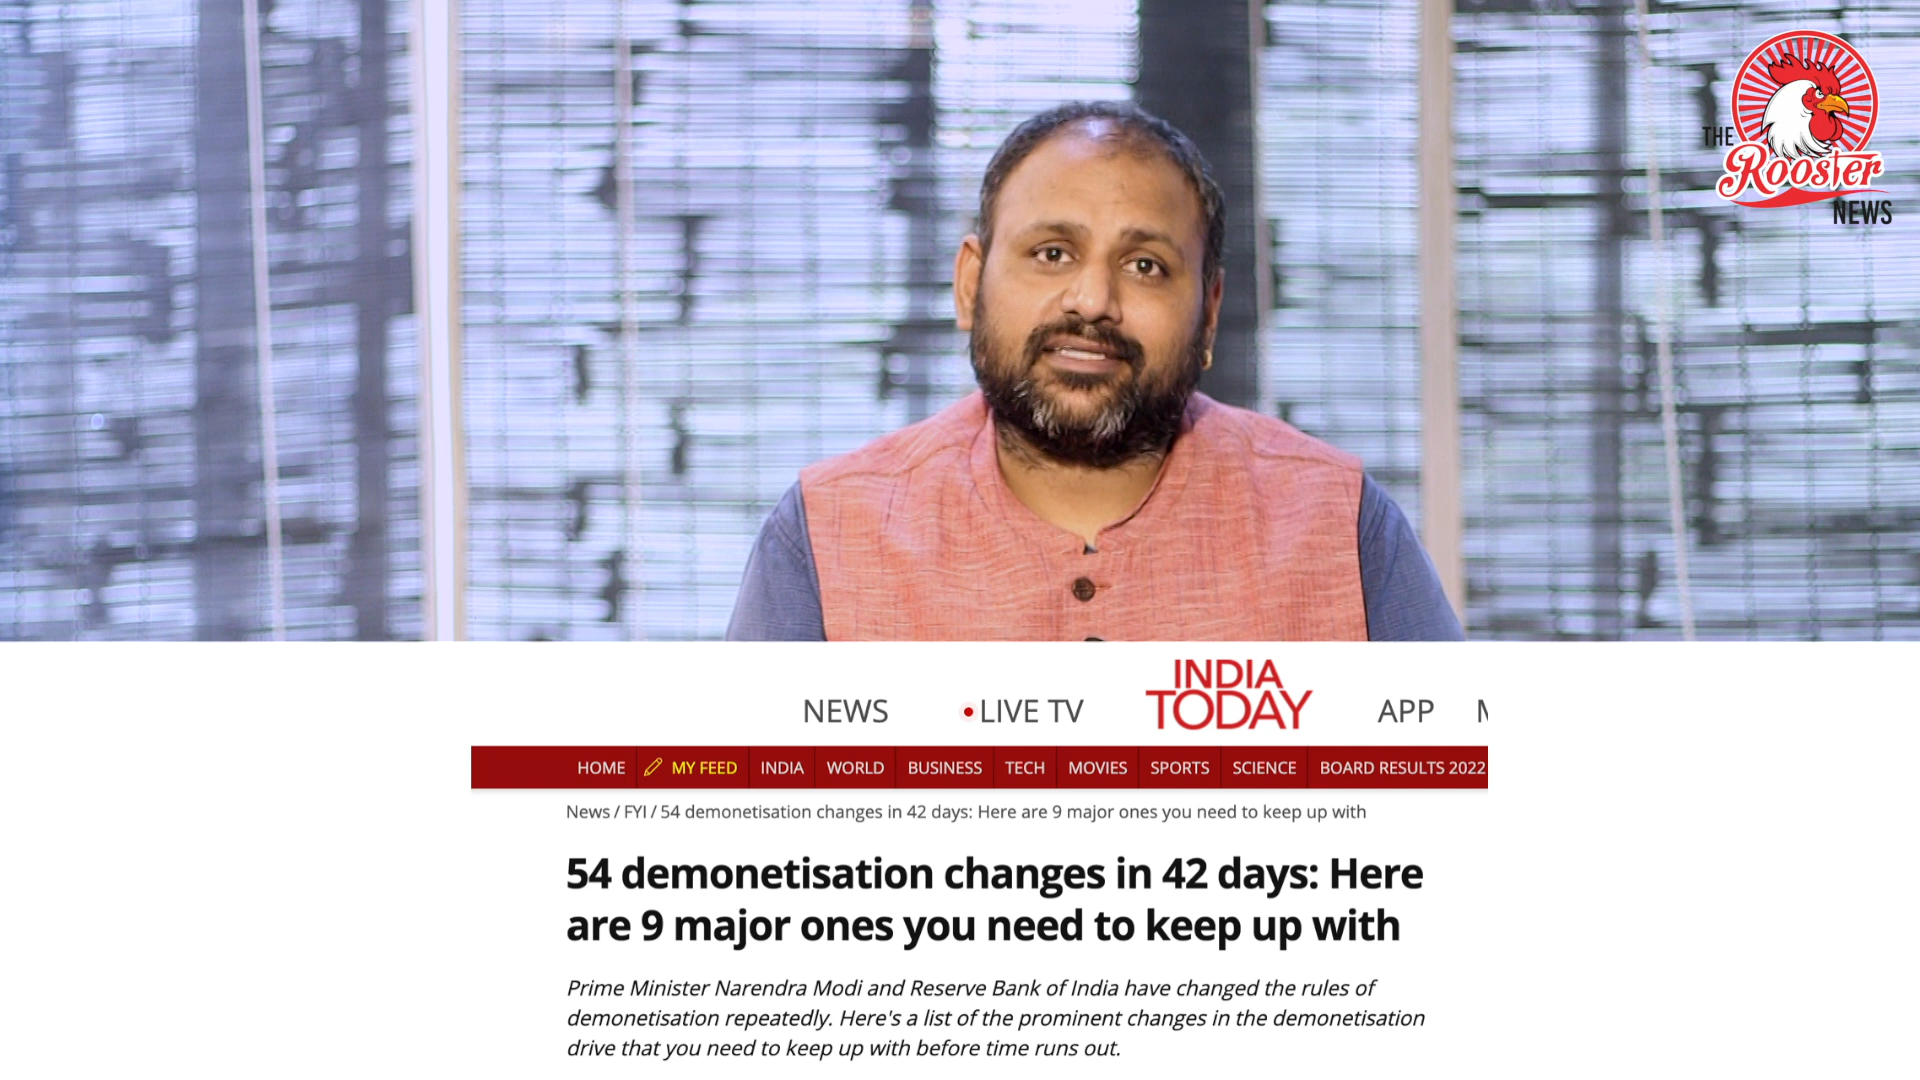 THE
Rooster
NEWS
NEWS
LIVE TV
INDIA
TODAY
APP
HOME
MY FEED
INDIA
WORLD
BUSINESS
TECH
MOVIES
SPORTS
SCIENCE
BOARD RESULTS 2022
News / FYI / 54 demonetisation changes in 42 days: Here are 9 major ones you need to keep up with
54 demonetisation changes in 42 days: Here
are 9 major ones you need to keep up with
Prime Minister Narendra Modi and Reserve Bank of India have changed the rules of
demonetisation repeatedly. Here's a list of the prominent changes in the demonetisation
drive that you need to keep up with before time runs out.